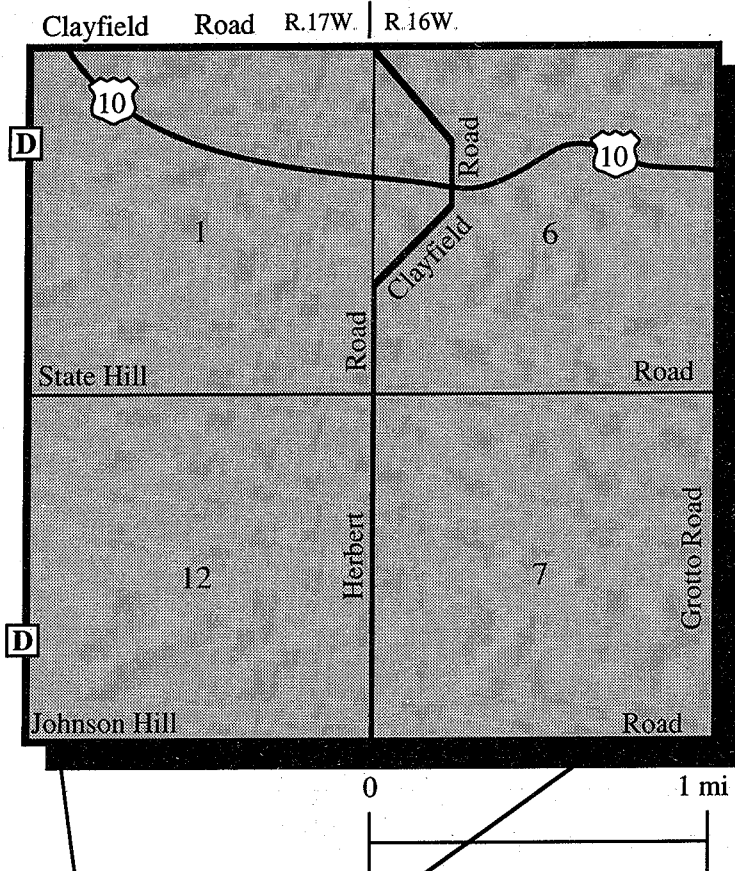 Clayfield Road R.17W. R.16W.
10
D
Road
10
1
6
Clayfield
Road
State Hill Road
Herbert
Grotto Road
12
7
D
Johnson Hill Road
0 1 mi